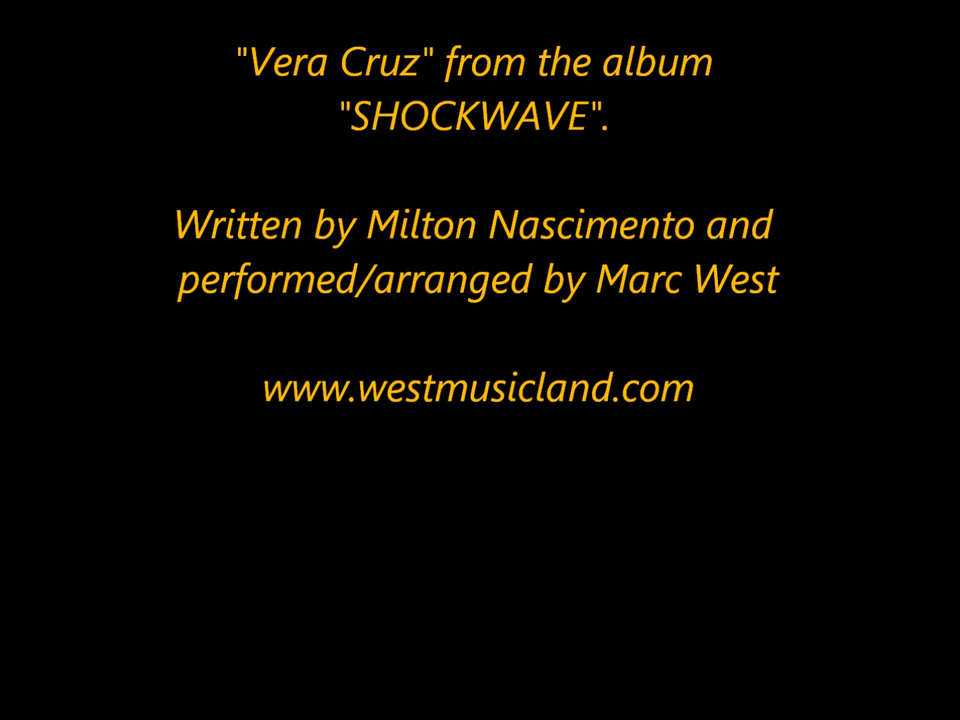 "Vera Cruz" from the album
"SHOCKWAVE".
Written by Milton Nascimento and
performed/arranged by Marc West
www.westmusicland.com